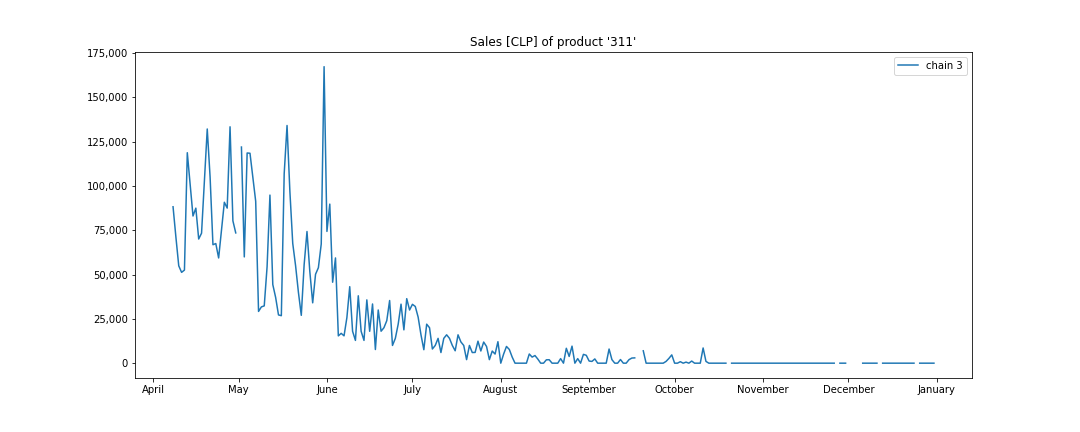 Sales [CLP] of product '311'
chain 3
175,000
150,000
125,000
100,000
75,000
50,000
25,000
0
April May June July August September October November December January